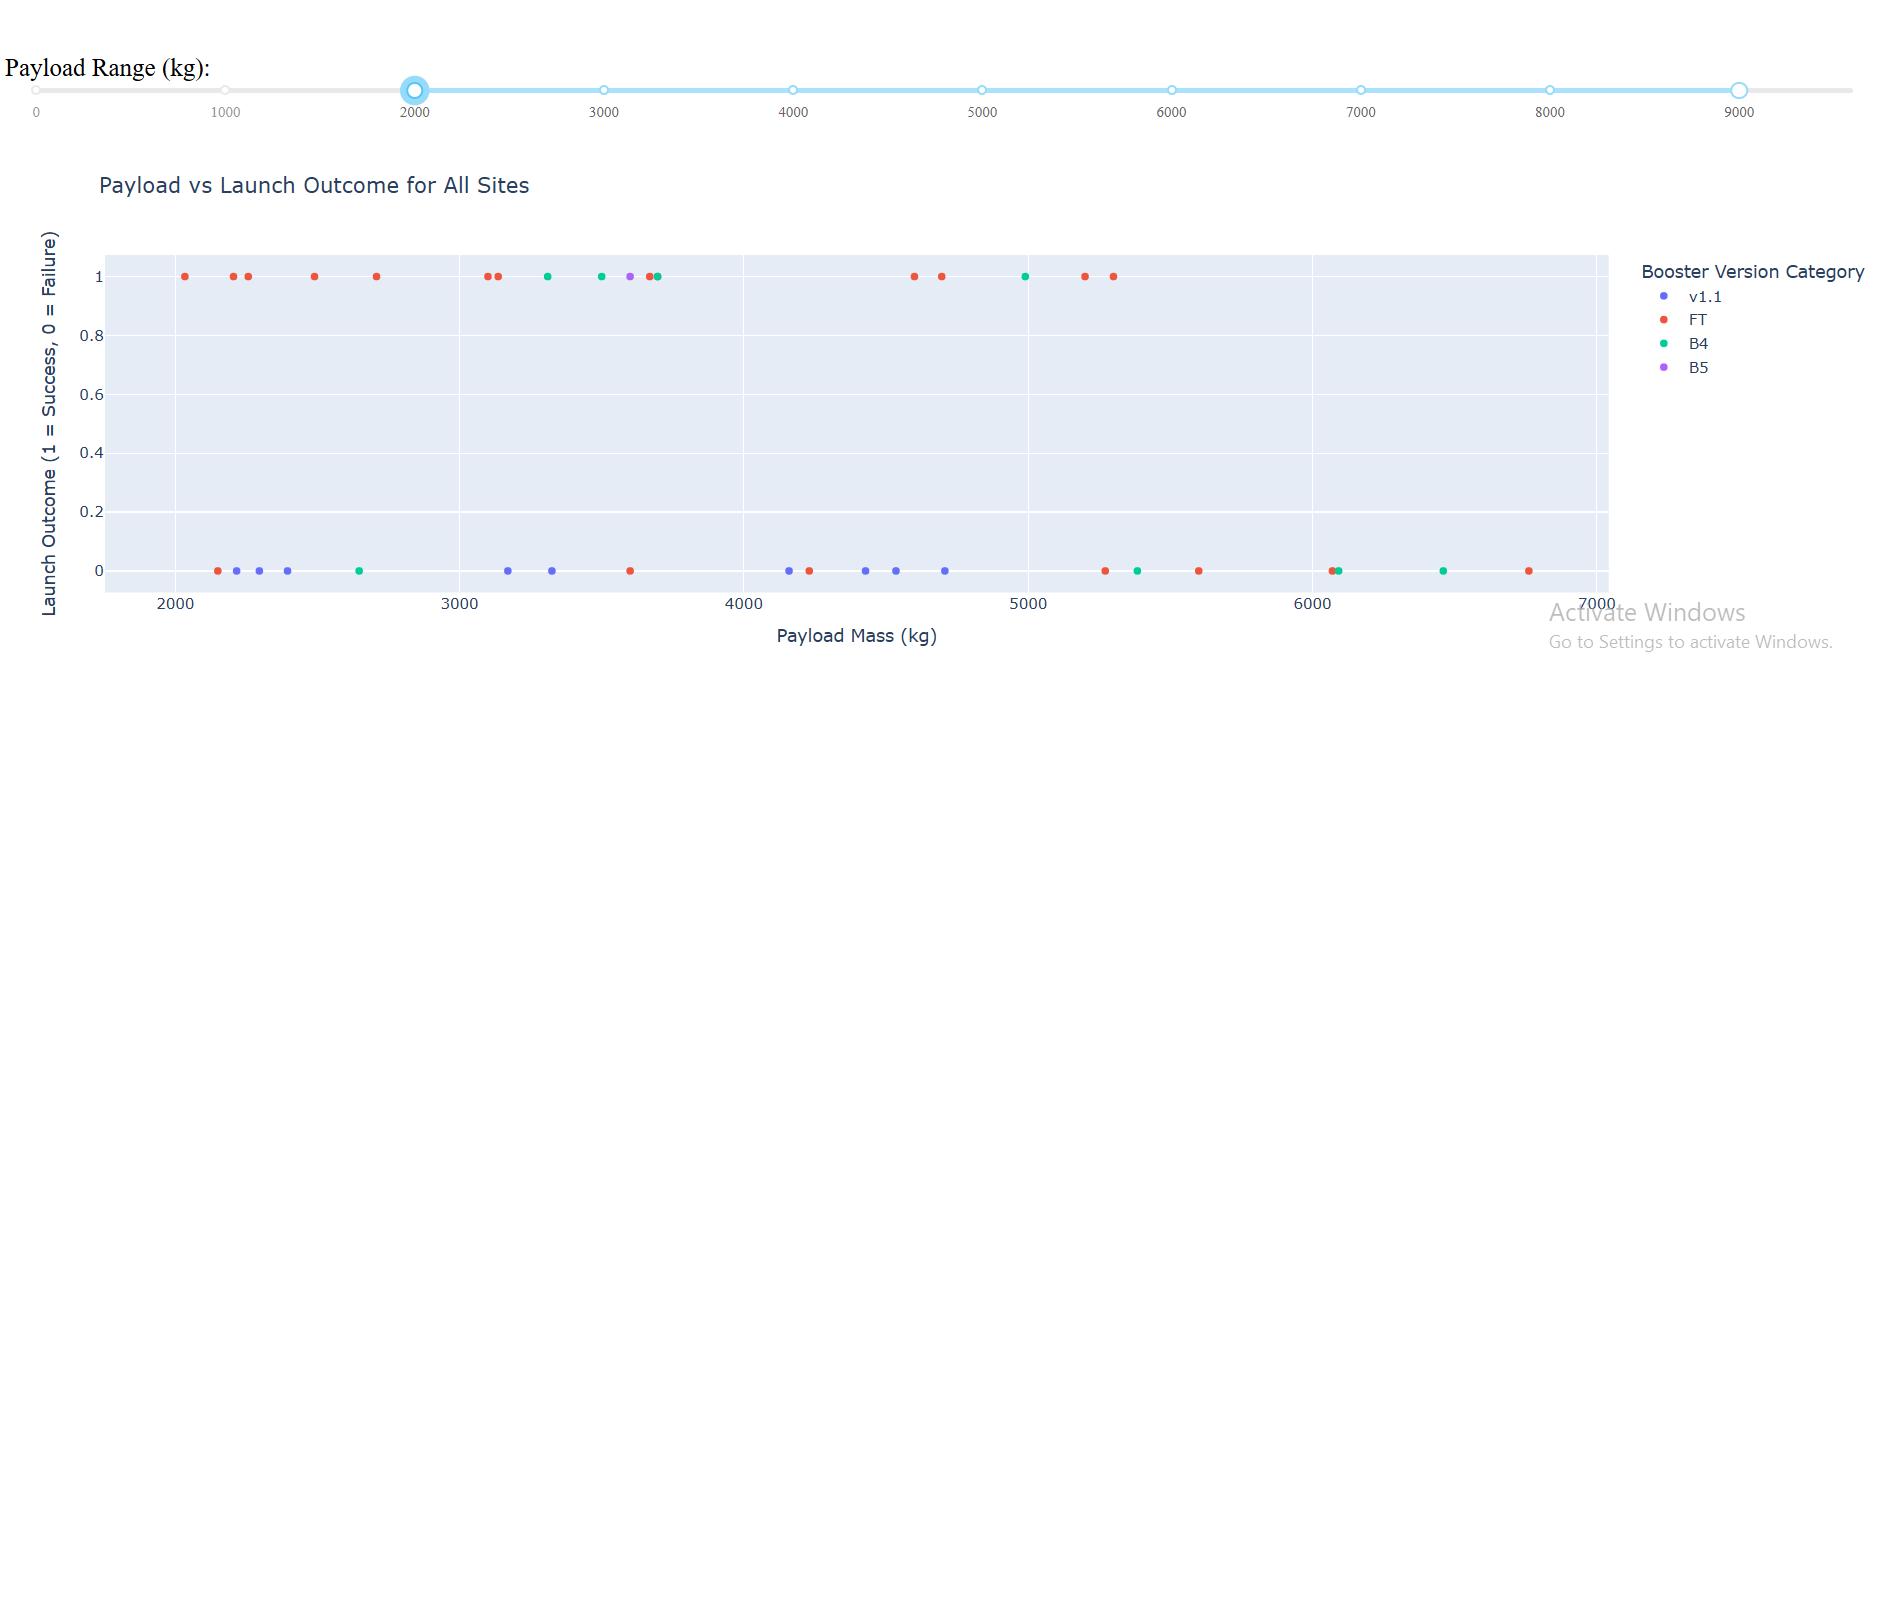 Payload Range (kg):
0 1000 2000 3000 4000 5000 6000 7000 8000 9000
Payload vs Launch Outcome for All Sites
Launch Outcome (1 = Success, 0 = Failure)
1
0.8
0.6
0.4
0.2
0
2000 3000 4000 5000 6000 7000
Payload Mass (kg)
Booster Version Category
v1.1
FT
B4
B5
Activate Windows
Go to Settings to activate Windows.